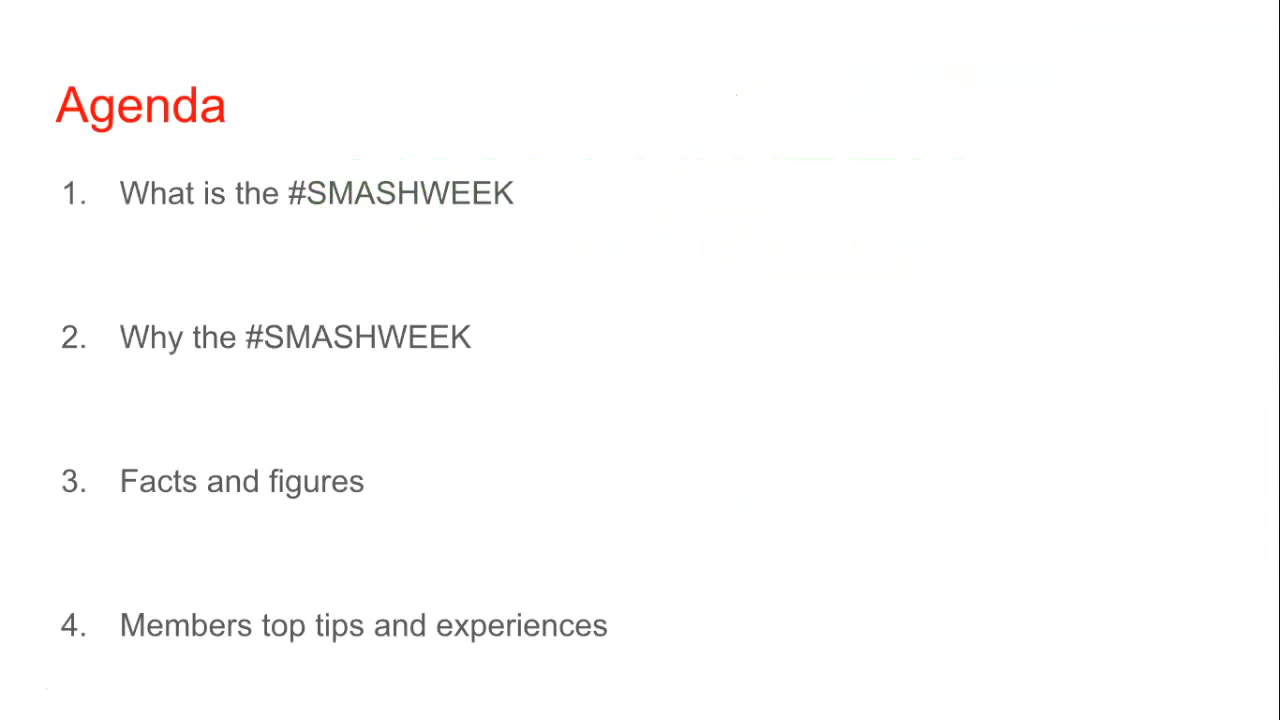 Agenda
1. What is the #SMASHWEEK
2. Why the #SMASHWEEK
3. Facts and figures
4. Members top tips and experiences